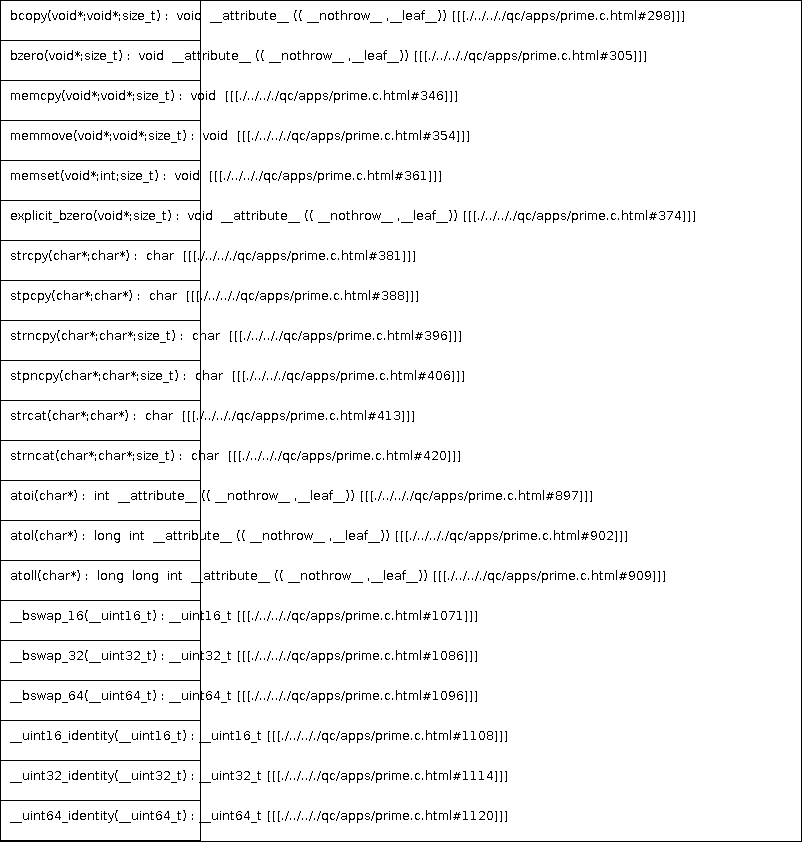 bcopy(void*;void*;size_t) : void __attribute__ (( __nothrow__ ,__leaf__)) [[[./../.././qc/apps/prime.c.html#298]]]
bzero(void*;size_t) : void __attribute__ (( __nothrow__ ,__leaf__)) [[[./../.././qc/apps/prime.c.html#305]]]
memcpy(void*;void*;size_t) : void [[[./../.././qc/apps/prime.c.html#346]]]
memmove(void*;void*;size_t) : void [[[./../.././qc/apps/prime.c.html#354]]]
memset(void*;int;size_t) : void [[[./../.././qc/apps/prime.c.html#361]]]
explicit_bzero(void*;size_t) : void __attribute__ (( __nothrow__ ,__leaf__)) [[[./../.././qc/apps/prime.c.html#374]]]
strcpy(char*;char*) : char [[[./../.././qc/apps/prime.c.html#381]]]
stpcpy(char*;char*) : char [[[./../.././qc/apps/prime.c.html#388]]]
strncpy(char*;char*;size_t) : char [[[./../.././qc/apps/prime.c.html#396]]]
stpncpy(char*;char*;size_t) : char [[[./../.././qc/apps/prime.c.html#406]]]
strcat(char*;char*) : char [[[./../.././qc/apps/prime.c.html#413]]]
strncat(char*;char*;size_t) : char [[[./../.././qc/apps/prime.c.html#420]]]
atoi(char*) : int __attribute__ (( __nothrow__ ,__leaf__)) [[[./../.././qc/apps/prime.c.html#897]]]
atol(char*) : long int __attribute__ (( __nothrow__ ,__leaf__)) [[[./../.././qc/apps/prime.c.html#902]]]
atoll(char*) : long long int __attribute__ (( __nothrow__ ,__leaf__)) [[[./../.././qc/apps/prime.c.html#909]]]
__bswap_16(__uint16_t) : __uint16_t [[[./../.././qc/apps/prime.c.html#1071]]]
__bswap_32(__uint32_t) : __uint32_t [[[./../.././qc/apps/prime.c.html#1086]]]
__bswap_64(__uint64_t) : __uint64_t [[[./../.././qc/apps/prime.c.html#1096]]]
__uint16_identity(__uint16_t) : __uint16_t [[[./../.././qc/apps/prime.c.html#1108]]]
__uint32_identity(__uint32_t) : __uint32_t [[[./../.././qc/apps/prime.c.html#1114]]]
__uint64_identity(__uint64_t) : __uint64_t [[[./../.././qc/apps/prime.c.html#1120]]]